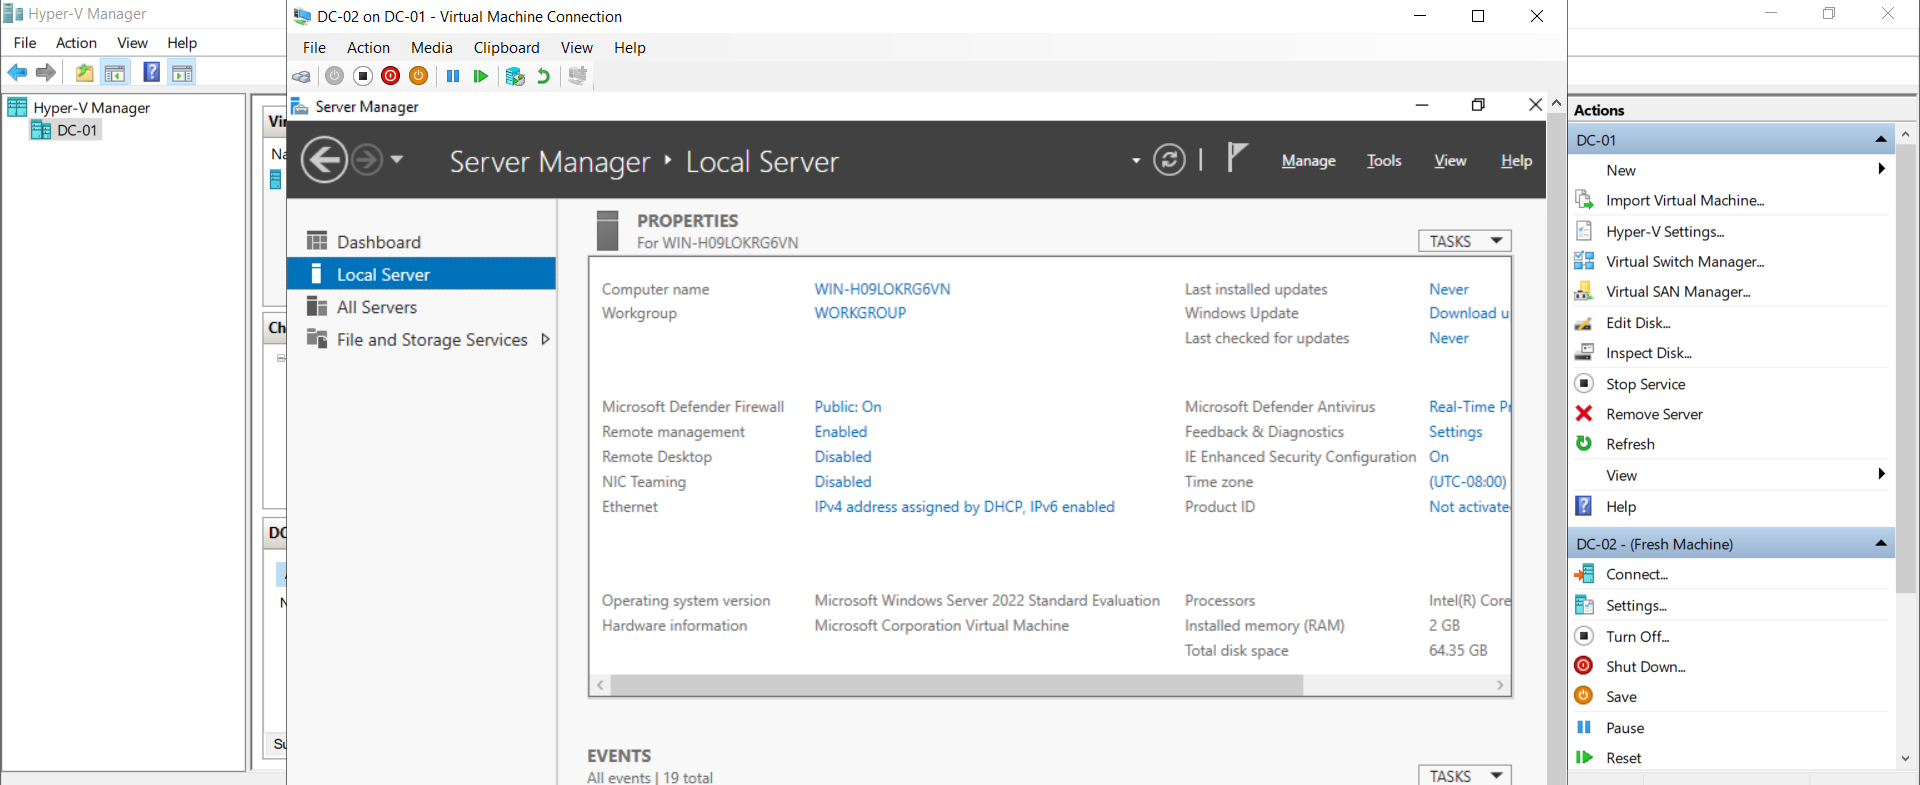 Hyper-V Manager
File Action View Help
Hyper-V Manager
DC-01
DC-02 on DC-01 - Virtual Machine Connection
File Action Media Clipboard View Help
Server Manager
Server Manager Local Server
Manage Tools View Help
Dashboard
Local Server
All Servers
File and Storage Services
PROPERTIES
For WIN-H09LOKRG6VN
TASKS
Computer name WIN-H09LOKRG6VN Last installed updates Never
Workgroup WORKGROUP Windows Update Download u
Last checked for updates Never
Microsoft Defender Firewall Public: On Microsoft Defender Antivirus Real-Time Pr
Remote management Enabled Feedback & Diagnostics Settings
Remote Desktop Disabled IE Enhanced Security Configuration On
NIC Teaming Disabled Time zone (UTC-08:00)
Ethernet IPv4 address assigned by DHCP, IPv6 enabled Product ID Not activate
Operating system version Microsoft Windows Server 2022 Standard Evaluation Processors Intel(R) Core
Hardware information Microsoft Corporation Virtual Machine Installed memory (RAM) 2 GB
Total disk space 64.35 GB
EVENTS
All events | 19 total
TASKS
Actions
DC-01
New
Import Virtual Machine...
Hyper-V Settings...
Virtual Switch Manager...
Virtual SAN Manager...
Edit Disk...
Inspect Disk...
Stop Service
Remove Server
Refresh
View
Help
DC-02 - (Fresh Machine)
Connect...
Settings...
Turn Off...
Shut Down...
Save
Pause
Reset